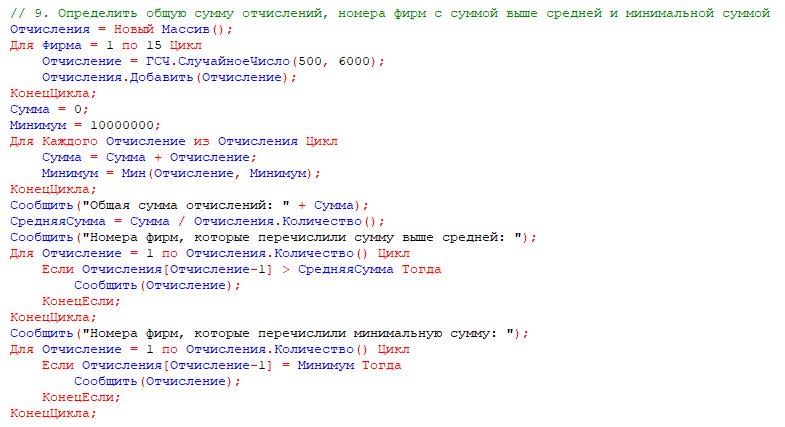 // 9. Определить общую сумму отчислений, номера фирм с суммой выше средней и минимальной суммой
Отчисления = Новый Массив();
Для Фирма = 1 по 15 Цикл
    Отчисление = ГСЧ.СлучайноеЧисло(500, 6000);
    Отчисления.Добавить(Отчисление);
КонецЦикла;
Сумма = 0;
Минимум = 10000000;
Для Каждого Отчисление из Отчисления Цикл
    Сумма = Сумма + Отчисление;
    Минимум = Мин(Отчисление, Минимум);
КонецЦикла;
Сообщить("Общая сумма отчислений: " + Сумма);
СредняяСумма = Сумма / Отчисления.Количество();
Сообщить("Номера фирм, которые перечислили сумму выше средней: ");
Для Отчисление = 1 по Отчисления.Количество() Цикл
    Если Отчисления[Отчисление-1] > СредняяСумма Тогда
        Сообщить(Отчисление);
    КонецЕсли;
КонецЦикла;
Сообщить("Номера фирм, которые перечислили минимальную сумму: ");
Для Отчисление = 1 по Отчисления.Количество() Цикл
    Если Отчисления[Отчисление-1] = Минимум Тогда
        Сообщить(Отчисление);
    КонецЕсли;
КонецЦикла;